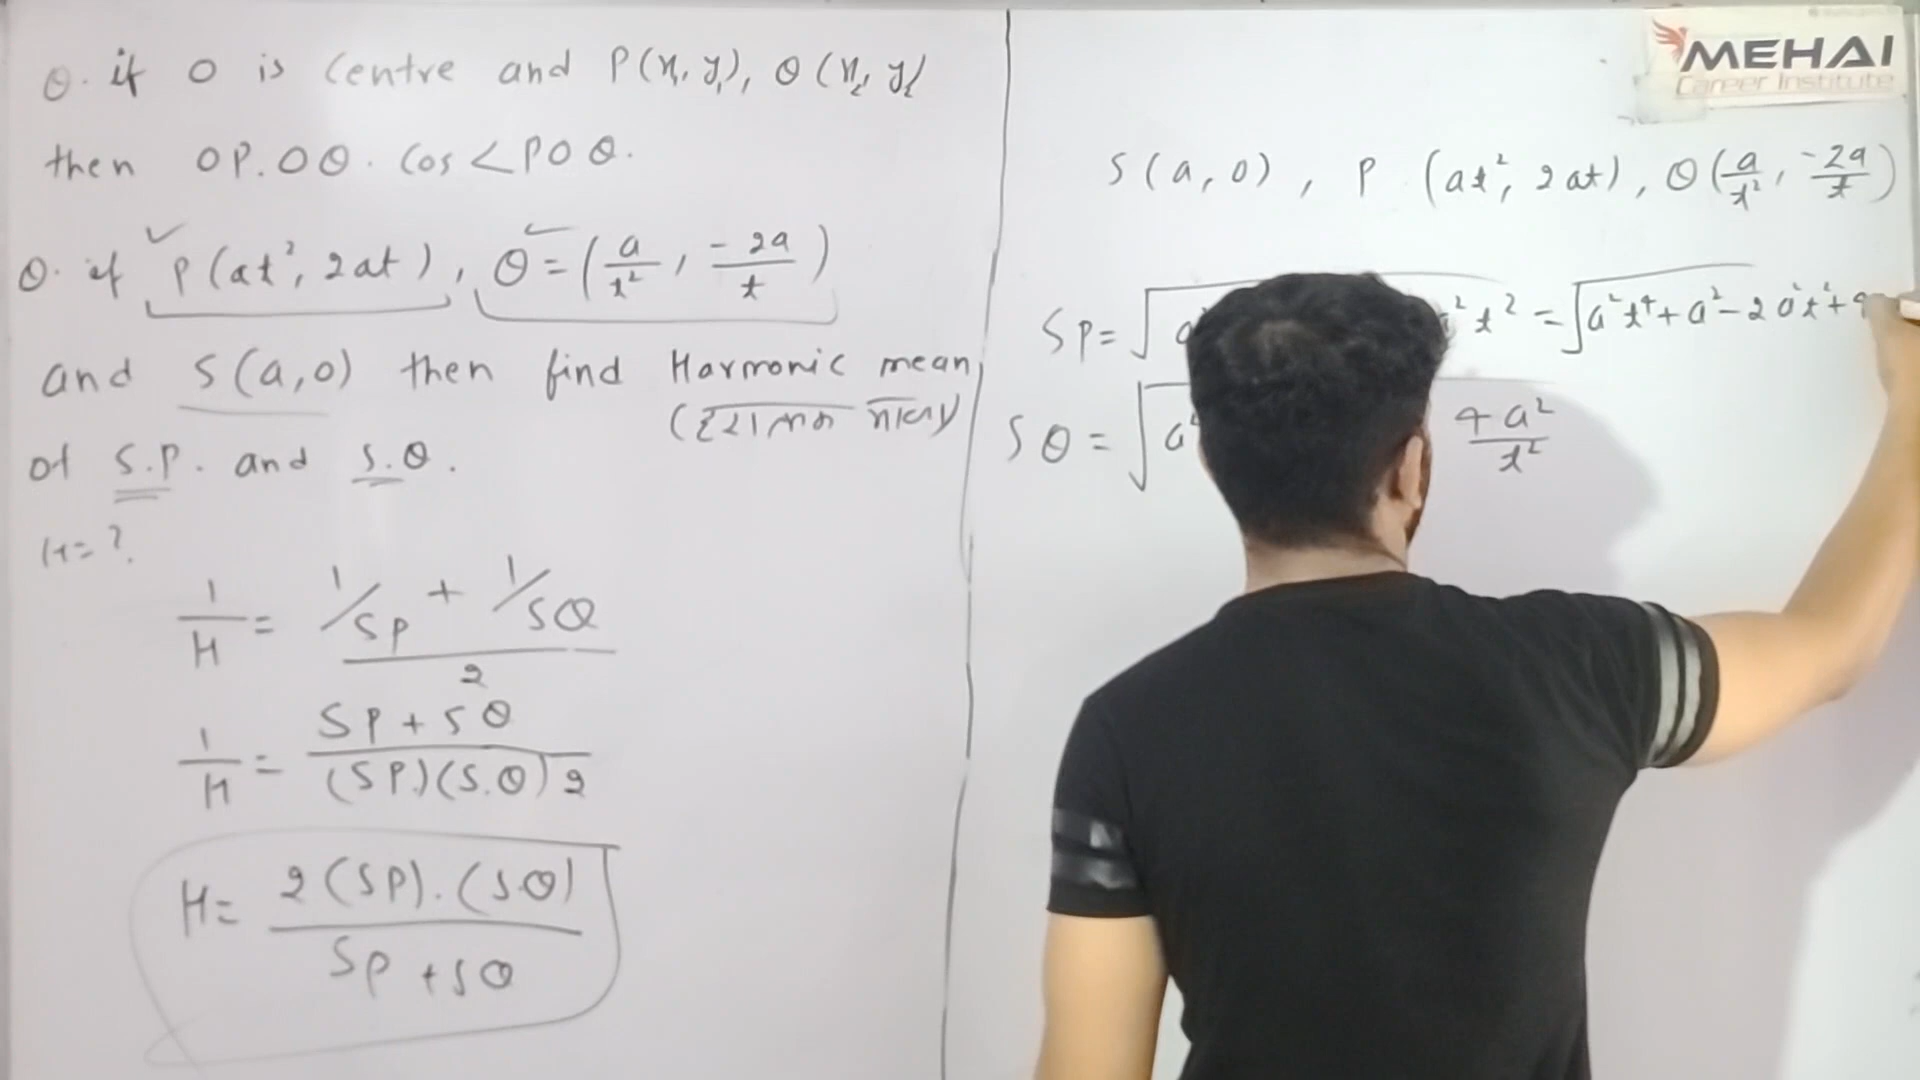 Q. if O is Centre and P(x₁, y₁), Q(x₂, y₂
then OP.OQ. Cos <POQ.
Q. if P(at², 2at), Q = (a/t², -2a/t)
and S(a,0) then find Harmonic mean
of S.P. and S.Q.
H=?
1/H = (1/SP + 1/SQ)/2
1/H = (SP+SQ)/((SP.)(S.Q)2)
H= 2(SP).(SQ)/(SP+SQ)
MEHAI
Career Institute
S(a,0), P (at², 2at), Q(a/t², -2a/t)
SP=√ ²t² = √a²t⁴+a²-2a²t²+
SQ = √ 4a²/t²